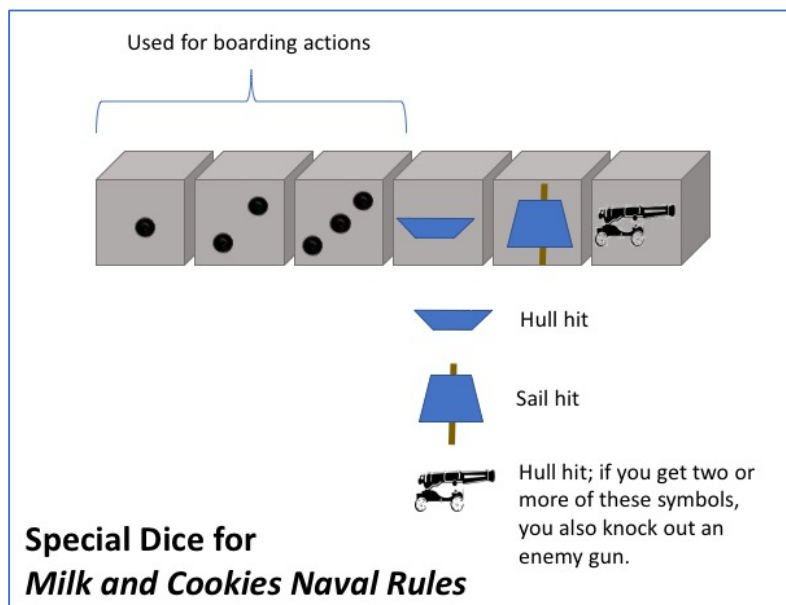 Used for boarding actions
Hull hit
Sail hit
Hull hit; if you get two or
more of these symbols,
you also knock out an
enemy gun.
Special Dice for
Milk and Cookies Naval Rules